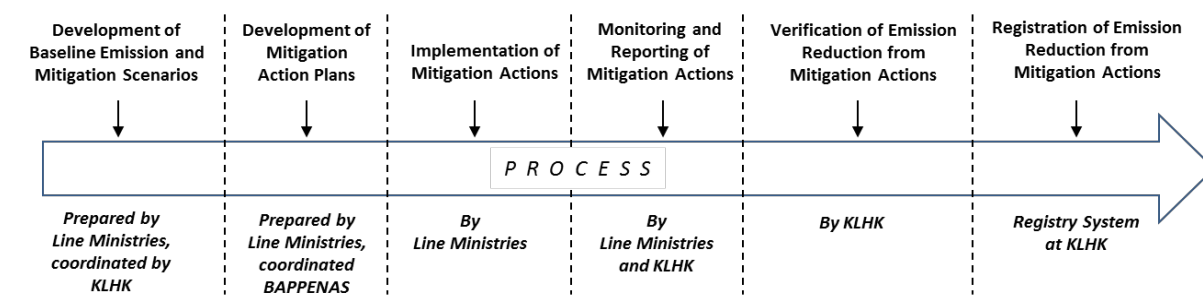 Development of
Baseline Emission and
Mitigation Scenarios
Development of
Mitigation
Action Plans
Implementation of
Mitigation Actions
Monitoring and
Reporting of
Mitigation Actions
Verification of Emission
Reduction from
Mitigation Actions
Registration of Emission
Reduction from
Mitigation Actions
PROCESS
Prepared by
Line Ministries,
coordinated by
KLHK
Prepared by
Line Ministries,
coordinated
BAPPENAS
By
Line Ministries
By
Line Ministries
and KLHK
By KLHK
Registry System
at KLHK